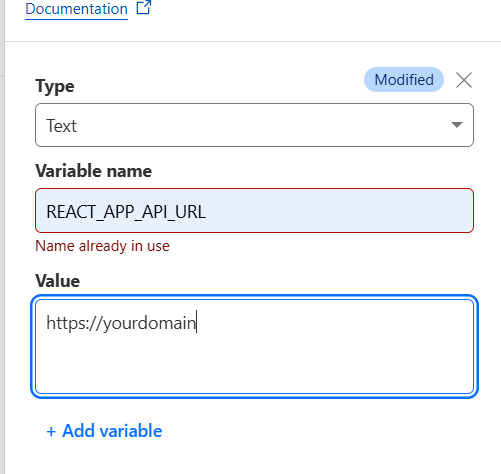 Documentation
Modified
Type
Text
Variable name
REACT_APP_API_URL
Name already in use
Value
https://yourdomain
+ Add variable